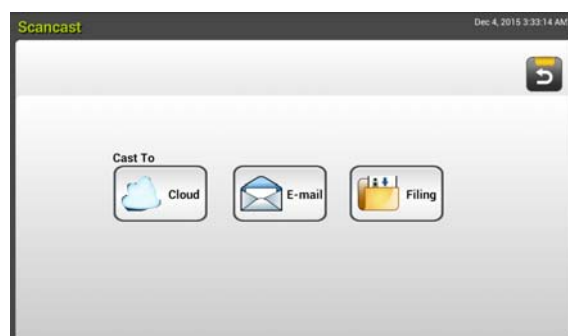 Scancast
Dec 4, 2015 3:33:14 AM
Cast To
Cloud
E-mail
Filing